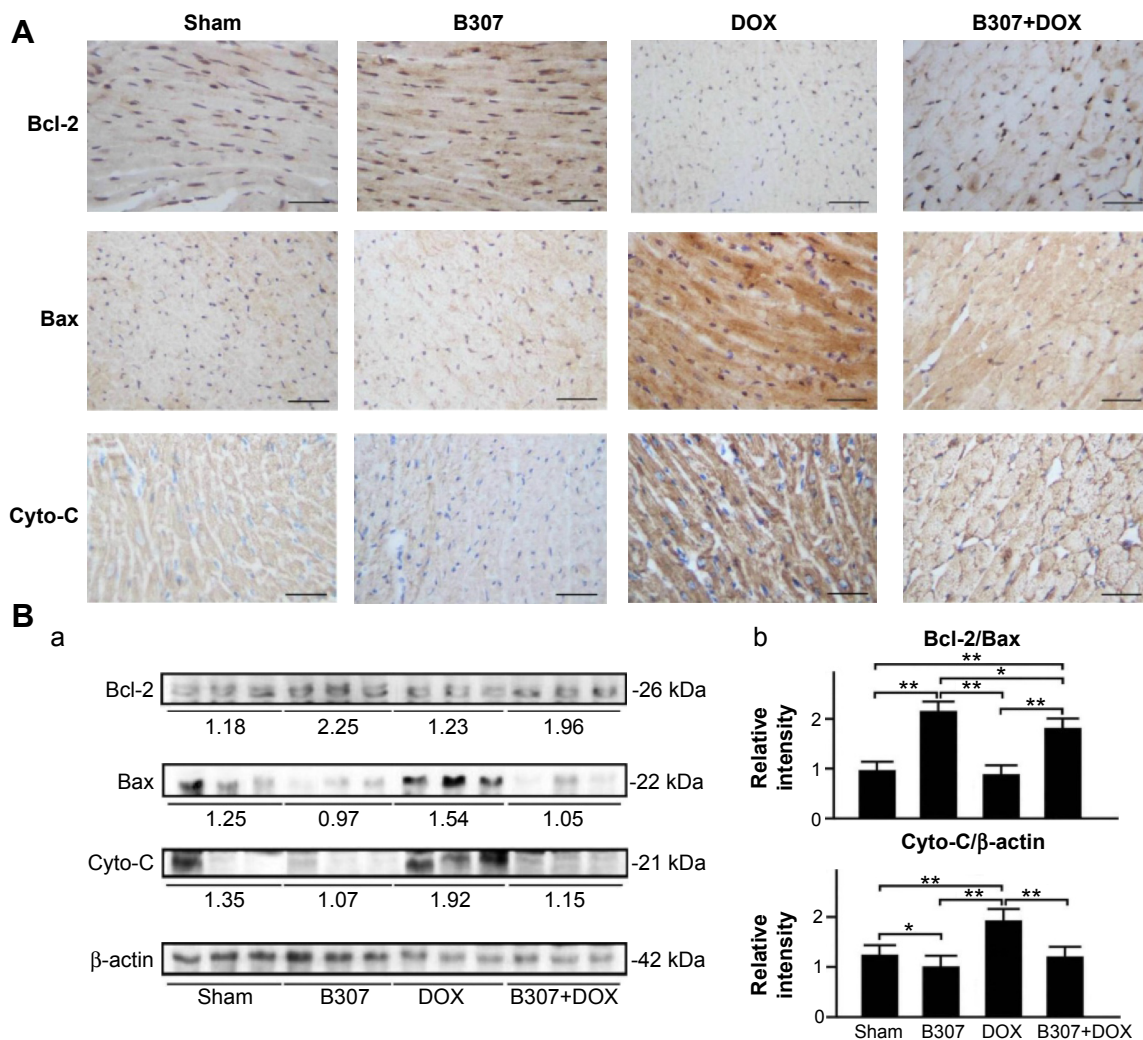 A
Sham B307 DOX B307+DOX
Bcl-2
Bax
Cyto-C
B
a
Bcl-2 -26 kDa
1.18 2.25 1.23 1.96
Bax -22 kDa
1.25 0.97 1.54 1.05
Cyto-C -21 kDa
1.35 1.07 1.92 1.15
β-actin -42 kDa
Sham B307 DOX B307+DOX
b
Bcl-2/Bax
**
*
** **
**
Relative
intensity
2
1
0
Cyto-C/β-actin
**
** **
*
Relative
intensity
2
1
0
Sham B307 DOX B307+DOX